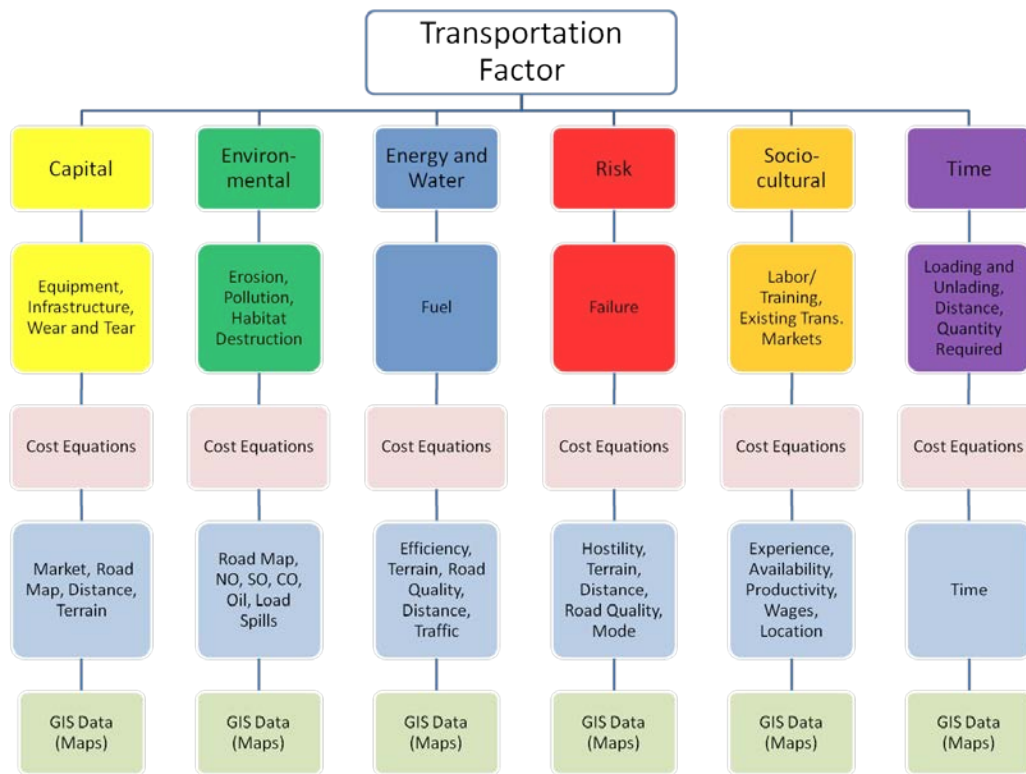 Transportation
Factor
Capital
Environ-
mental
Energy and
Water
Risk
Socio-
cultural
Time
Equipment,
Infrastructure,
Wear and Tear
Erosion,
Pollution,
Habitat
Destruction
Fuel
Failure
Labor/
Training,
Existing Trans.
Markets
Loading and
Unlading,
Distance,
Quantity
Required
Cost Equations
Cost Equations
Cost Equations
Cost Equations
Cost Equations
Cost Equations
Market, Road
Map, Distance,
Terrain
Road Map,
NO, SO, CO,
Oil, Load
Spills
Efficiency,
Terrain, Road
Quality,
Distance,
Traffic
Hostility,
Terrain,
Distance,
Road Quality,
Mode
Experience,
Availability,
Productivity,
Wages,
Location
Time
GIS Data
(Maps)
GIS Data
(Maps)
GIS Data
(Maps)
GIS Data
(Maps)
GIS Data
(Maps)
GIS Data
(Maps)